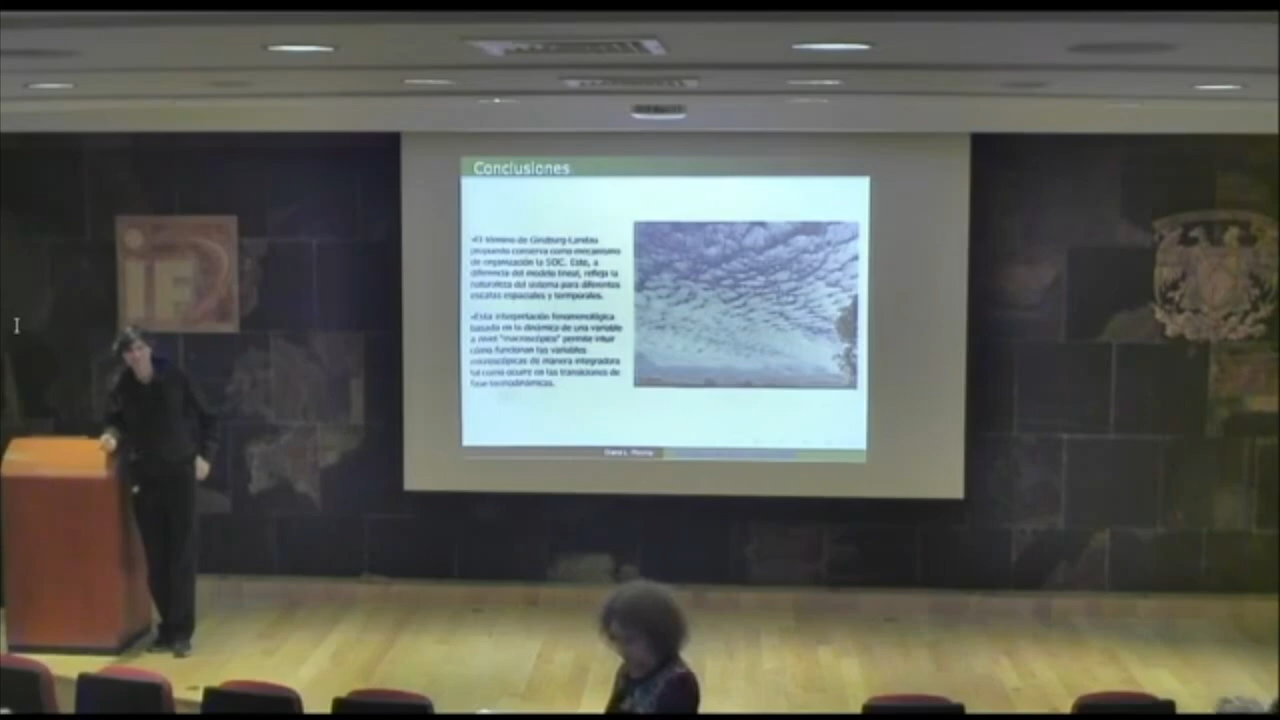 Conclusiones
•El término de Ginzburg-Landau
propuesto conserva como mecanismo
de organización la SOC. Este, a
diferencia del modelo lineal, refleja la
naturaleza del sistema para diferentes
escalas espaciales y temporales.
•Esta interpretación fenomenológica
basada en la dinámica de una variable
a nivel "macroscópico" permite intuir
cómo funcionan las variables
microscópicas de manera integradora
tal como ocurre en las transiciones de
fase termodinámicas.
iE